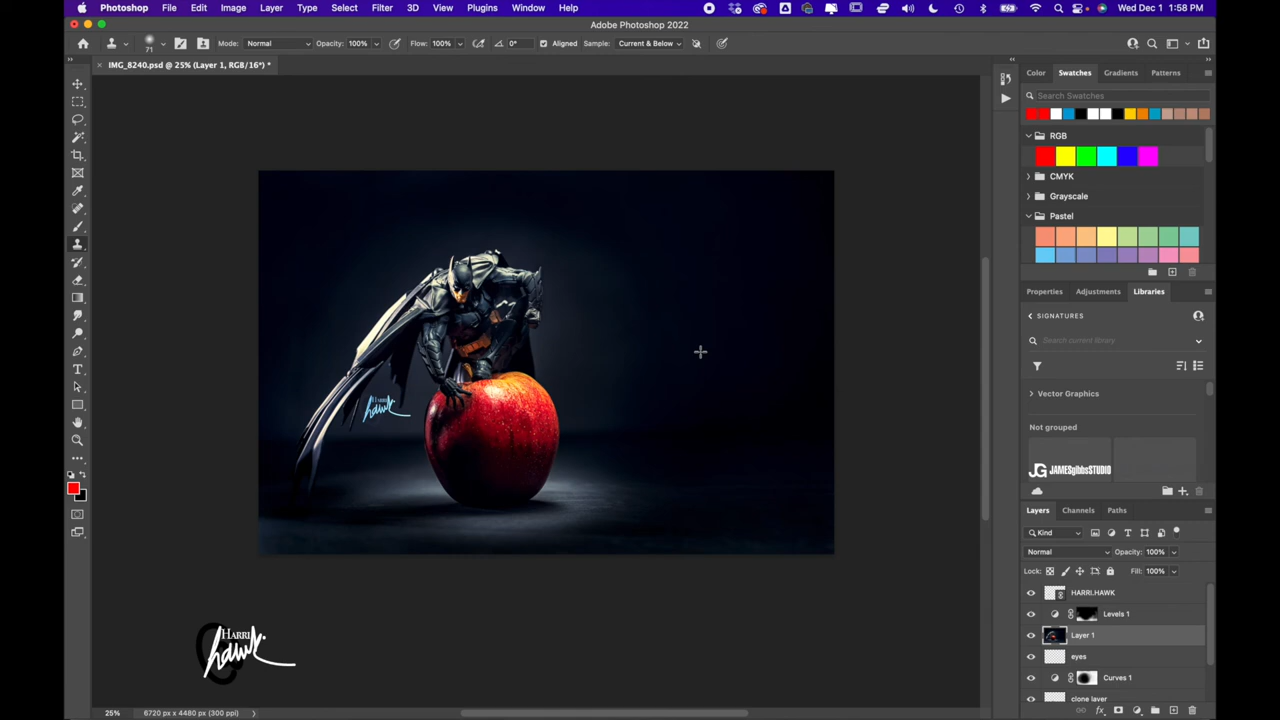 Photoshop File Edit Image Layer Type Select Filter 3D View Plugins Window Help Wed Dec 1 1:58 PM
Adobe Photoshop 2022
71 Mode: Normal Opacity: 100% Flow: 100% 0° Aligned Sample: Current & Below
IMG_8240.psd @ 25% (Layer 1, RGB/16*) *
Color Swatches Gradients Patterns
Search Swatches
RGB
CMYK
Grayscale
Pastel
Properties Adjustments Libraries
SIGNATURES
Search current library
Vector Graphics
Not grouped
JG JAMESgibbsSTUDIO
Layers Channels Paths
Kind
Normal Opacity: 100%
Lock: Fill: 100%
HARRI.HAWK
Levels 1
Layer 1
eyes
Curves 1
clone layer
HARRI
hawk
HARRI
hawk
25% 6720 px x 4480 px (300 ppi)